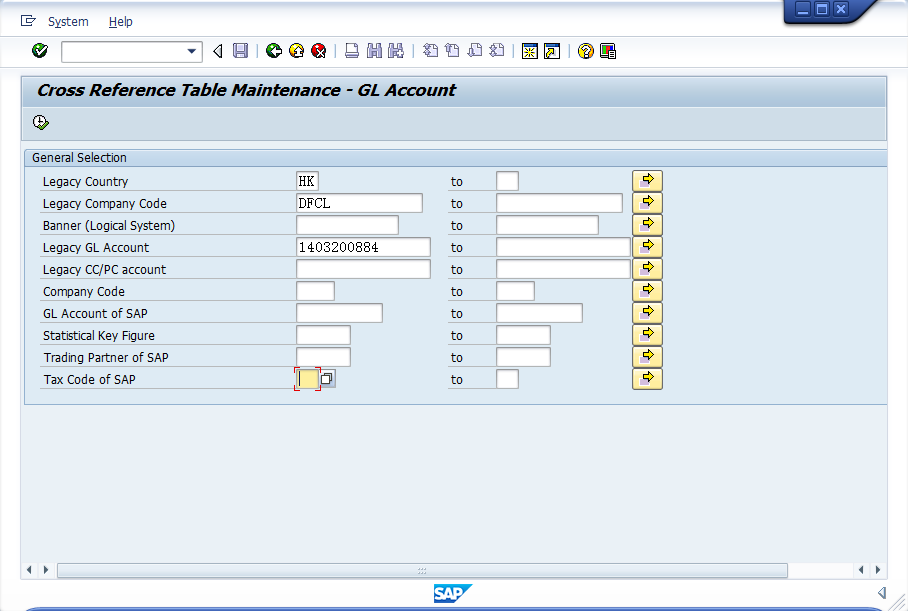 System Help
Cross Reference Table Maintenance - GL Account
General Selection
Legacy Country HK to
Legacy Company Code DFCL to
Banner (Logical System) to
Legacy GL Account 1403200884 to
Legacy CC/PC account to
Company Code to
GL Account of SAP to
Statistical Key Figure to
Trading Partner of SAP to
Tax Code of SAP to
SAP